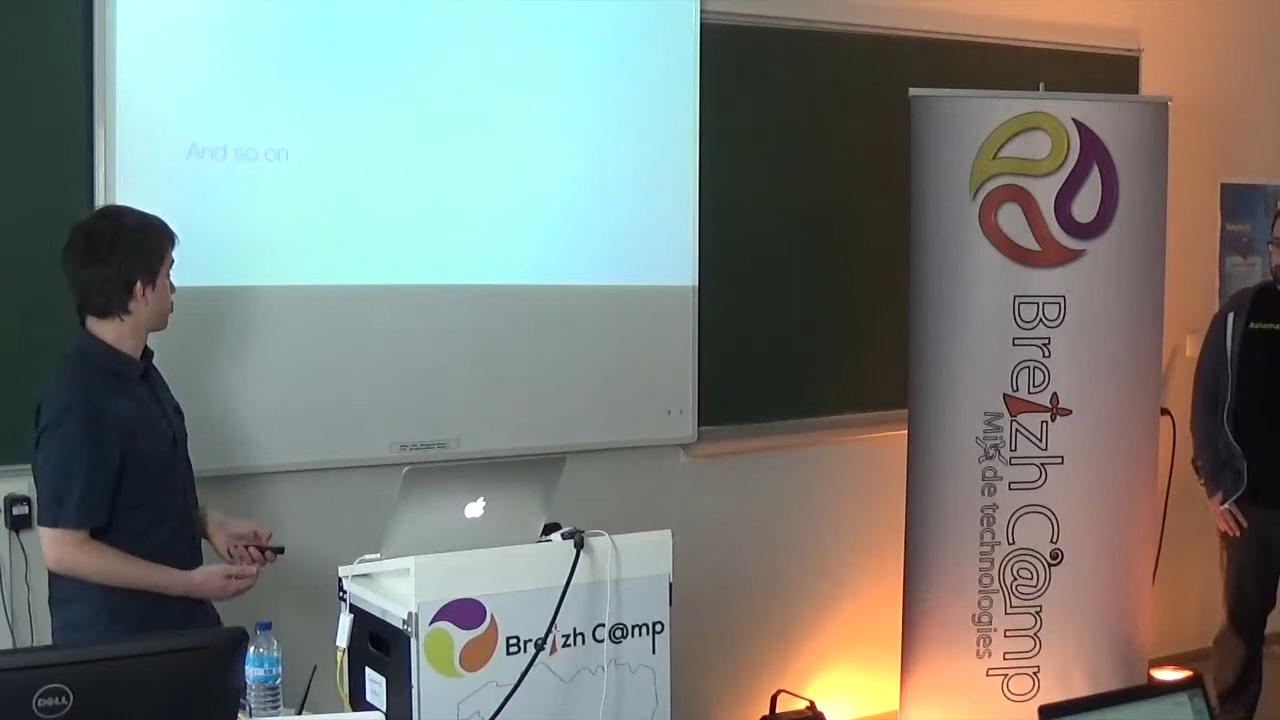 And so on
Breizh C@mp
Mix de technologies
Breizh C@mp
DELL